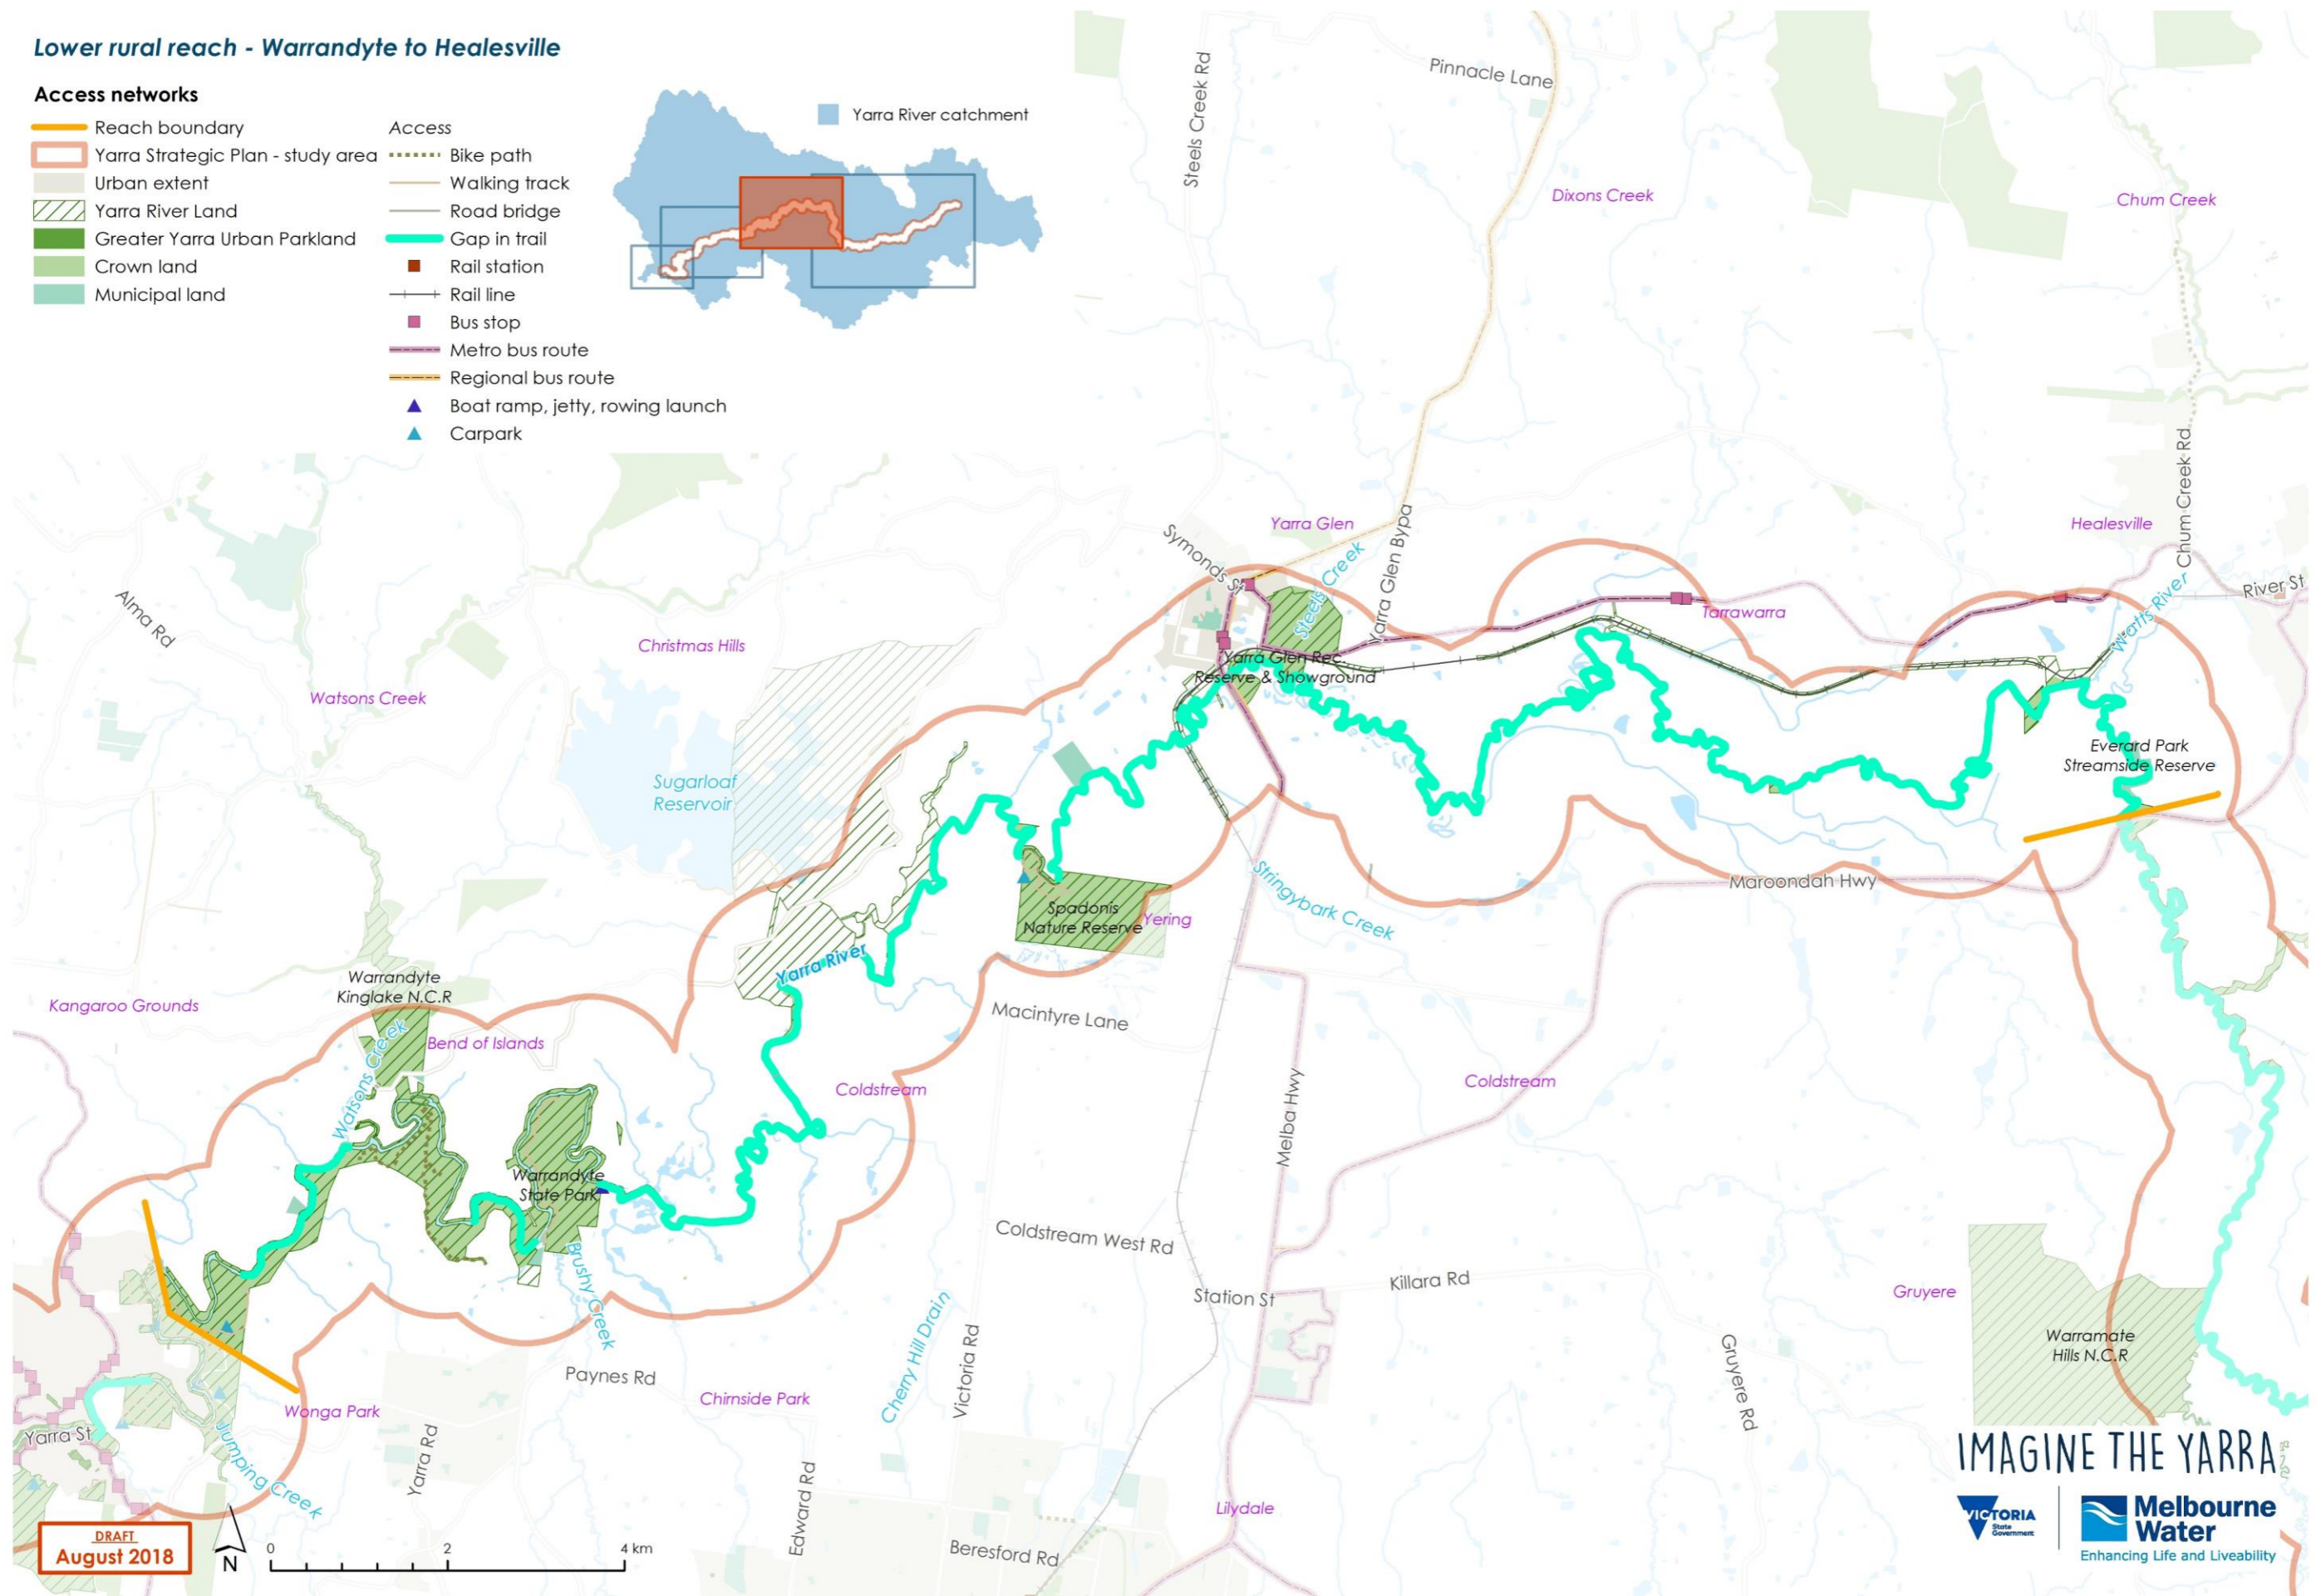 Lower rural reach - Warrandyte to Healesville
Access networks
Reach boundary
Yarra Strategic Plan - study area
Urban extent
Yarra River Land
Greater Yarra Urban Parkland
Crown land
Municipal land
Access
Bike path
Walking track
Road bridge
Gap in trail
Rail station
Rail line
Bus stop
Metro bus route
Regional bus route
Boat ramp, jetty, rowing launch
Carpark
Yarra River catchment
Steels Creek Rd
Pinnacle Lane
Dixons Creek
Chum Creek
Chum Creek Rd
Healesville
River St
Watts River
Yarra Glen
Symonds St
Steels Creek
Yarra Glen Bypa
Tarrawarra
Yarra Glen Rec.
Reserve & Showground
Alma Rd
Christmas Hills
Watsons Creek
Sugarloaf
Reservoir
Everard Park
Streamside Reserve
Maroondah Hwy
Stringybark Creek
Spadonis
Nature Reserve
Yering
Yarra River
Warrandyte
Kinglake N.C.R
Kangaroo Grounds
Watsons Creek
Bend of Islands
Macintyre Lane
Coldstream
Coldstream
Melba Hwy
Warrandyte
State Park
Brushy Creek
Coldstream West Rd
Station St
Killara Rd
Gruyere
Gruyere Rd
Warramate
Hills N.C.R
Cherry Hill Drain
Victoria Rd
Paynes Rd
Chirnside Park
Wonga Park
Yarra St
Jumping Creek
Yarra Rd
Edward Rd
Beresford Rd
Lilydale
DRAFT
August 2018
N
0 2 4 km
IMAGINE THE YARRA
VICTORIA
State
Government
Melbourne
Water
Enhancing Life and Liveability